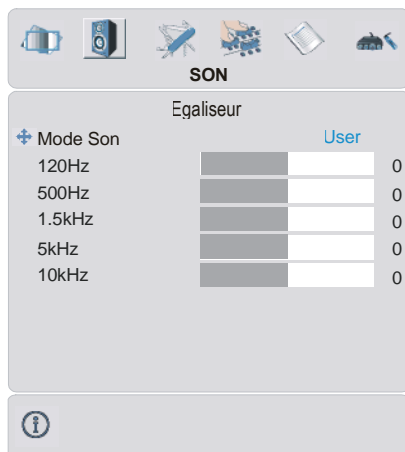 SON
Egaliseur
Mode Son User
120Hz 0
500Hz 0
1.5kHz 0
5kHz 0
10kHz 0